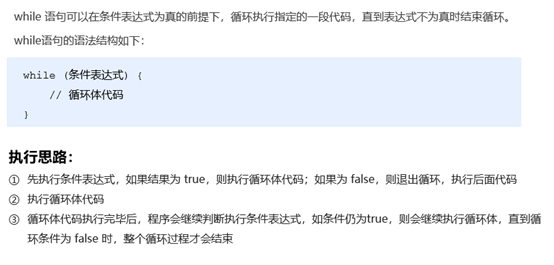 while 语句可以在条件表达式为真的前提下，循环执行指定的一段代码，直到表达式不为真时结束循环。
while语句的语法结构如下：
while (条件表达式) {
// 循环体代码
}
执行思路：
① 先执行条件表达式，如果结果为 true，则执行循环体代码；如果为 false，则退出循环，执行后面代码
② 执行循环体代码
③ 循环体代码执行完毕后，程序会继续判断执行条件表达式，如条件仍为true，则会继续执行循环体，直到循
环条件为 false 时，整个循环过程才会结束